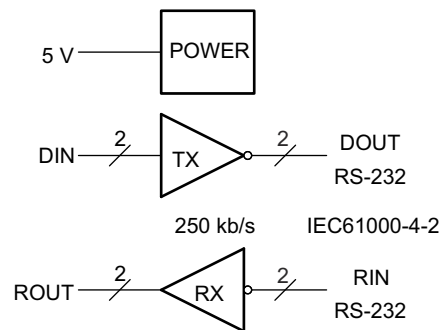 5 V
POWER
2
2
DIN
TX
DOUT
RS-232
250 kb/s
IEC61000-4-2
2
2
ROUT
RX
RIN
RS-232